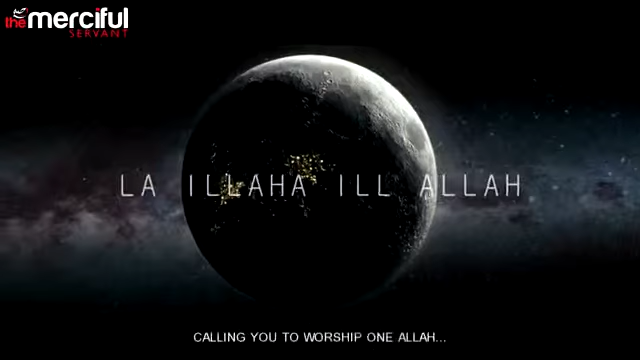 the merciful
SERVANT
LA ILLAHA ILL ALLAH
CALLING YOU TO WORSHIP ONE ALLAH...